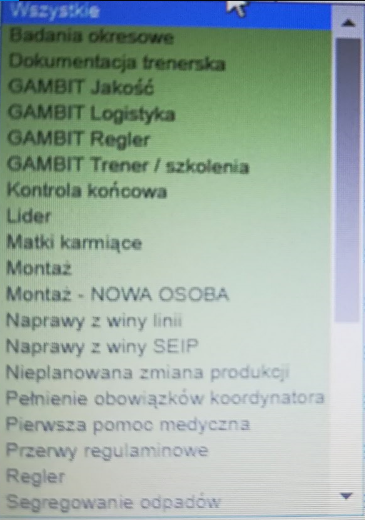 Wszystkie
Badania okresowe
Dokumentacja trenerska
GAMBIT Jakość
GAMBIT Logistyka
GAMBIT Regler
GAMBIT Trener / szkolenia
Kontrola końcowa
Lider
Matki karmiące
Montaż
Montaż - NOWA OSOBA
Naprawy z winy linii
Naprawy z winy SEIP
Nieplanowana zmiana produkcji
Pełnienie obowiązków koordynatora
Pierwsza pomoc medyczna
Przerwy regulaminowe
Regler
Segregowanie odpadów